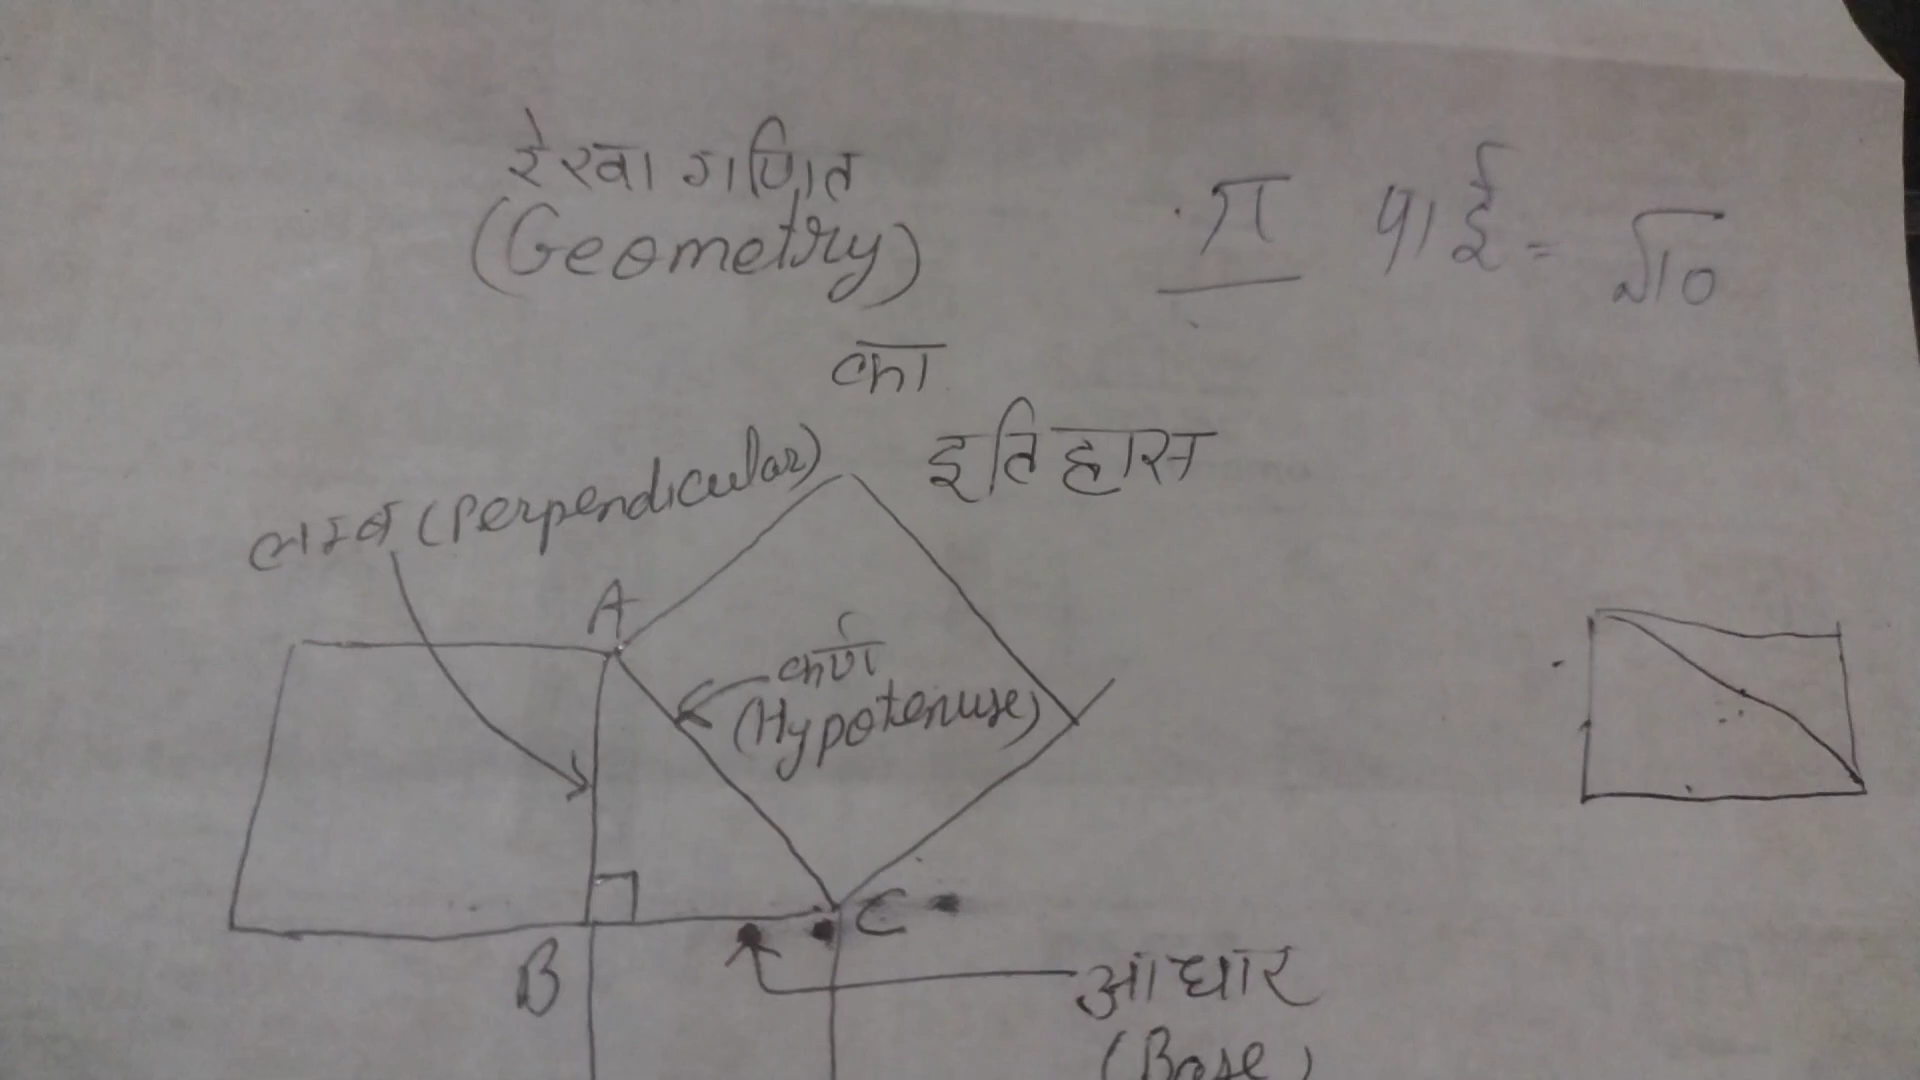 रेखा गणित
(Geometry)
π पाई = √10
का
इतिहास
लम्ब (Perpendicular)
A
कर्ण
(Hypotenuse)
B
C
आधार
(Base)